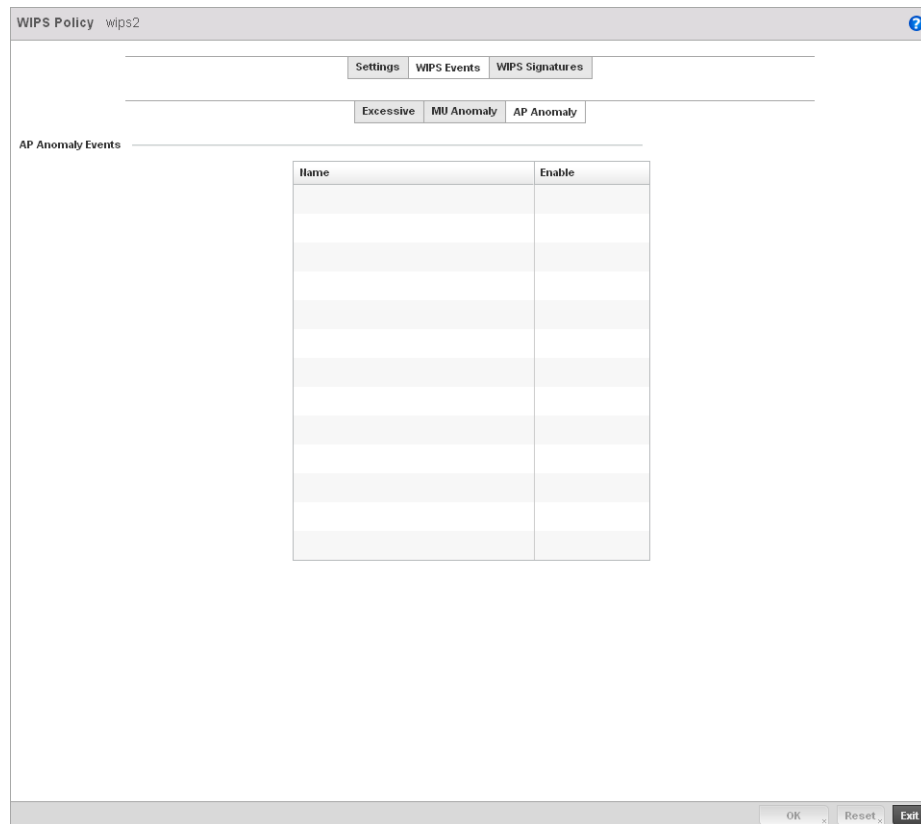 WIPS Policy wips2 ?
Settings WIPS Events WIPS Signatures
Excessive MU Anomaly AP Anomaly
AP Anomaly Events
Name Enable
OK Reset Exit